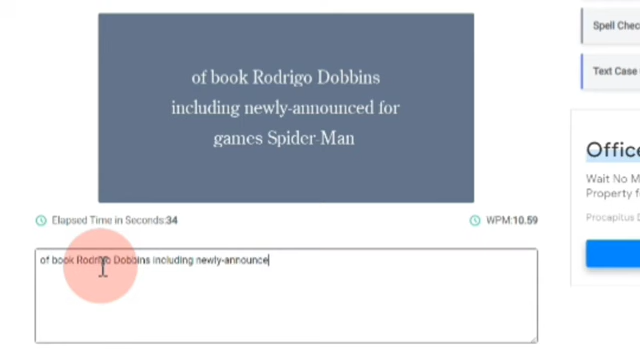 of book Rodrigo Dobbins
including newly-announced for
games Spider-Man
Elapsed Time in Seconds:34
WPM:10.59
of book Rodrigo Dobbins including newly-announce
Spell Chec
Text Case
Office
Wait No M
Property f
Procapitus